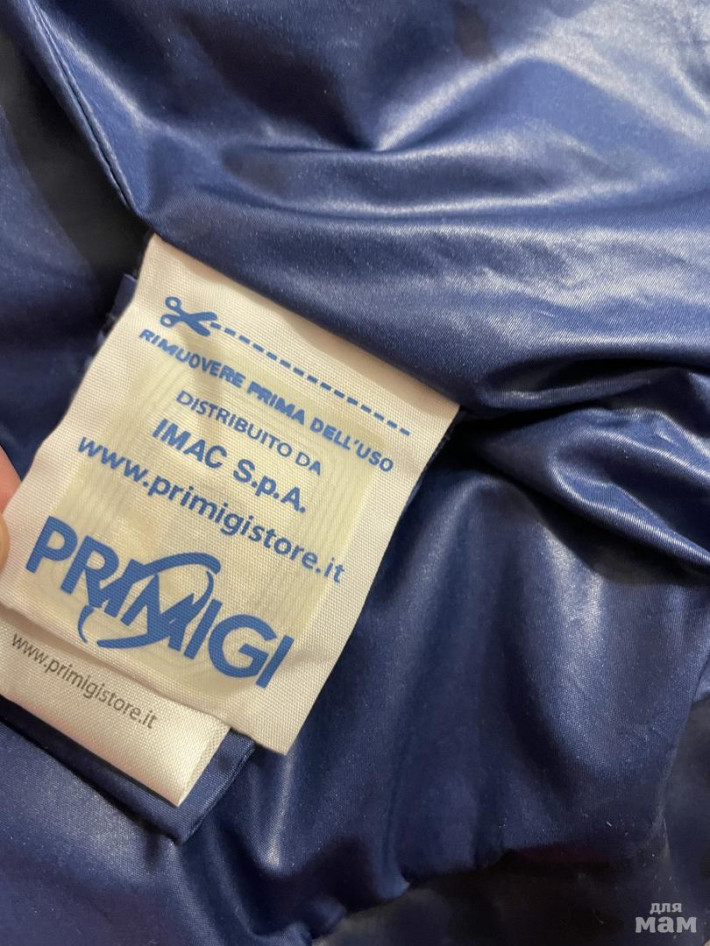 RIMUOVERE PRIMA DELL'USO
DISTRIBUITO DA
IMAC S.p.A.
www.primigistore.it
PRIMIGI
www.primigistore.it
для
мам